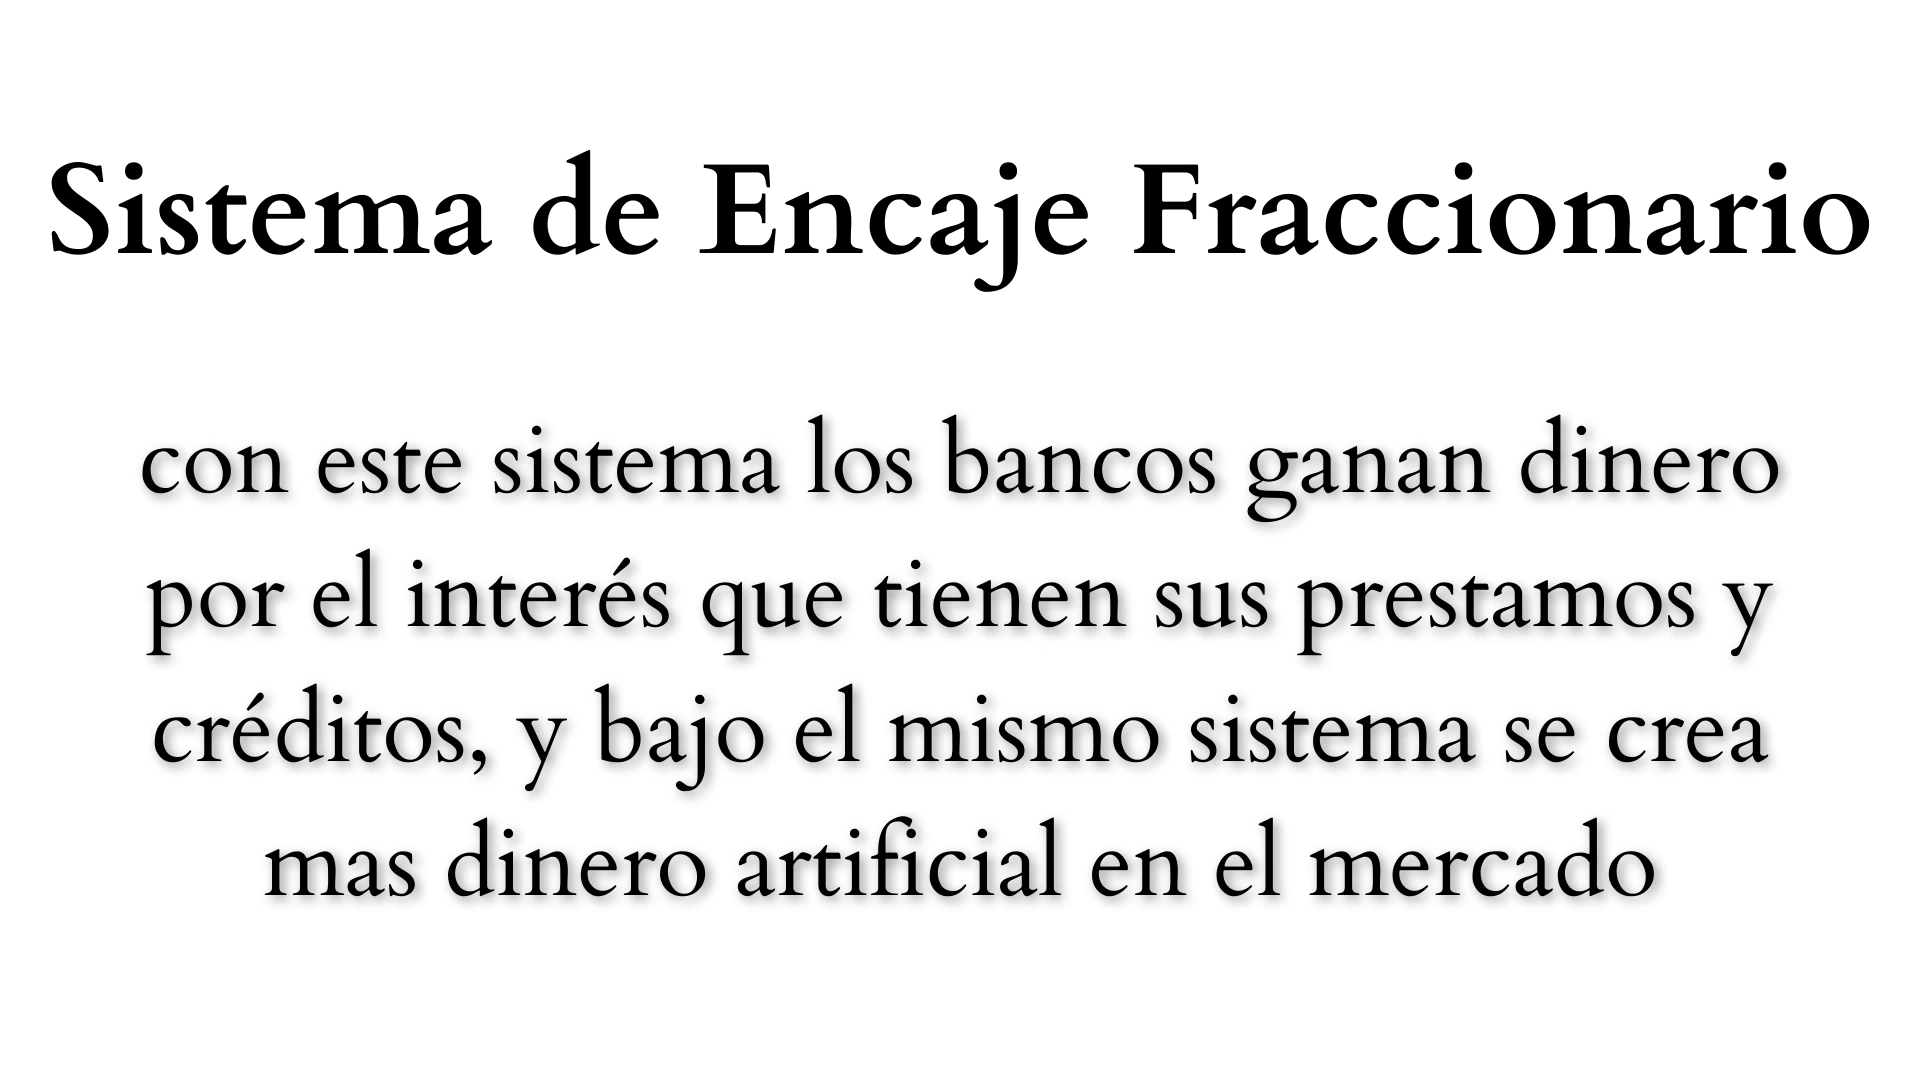 Sistema de Encaje Fraccionario
con este sistema los bancos ganan dinero
por el interés que tienen sus prestamos y
créditos, y bajo el mismo sistema se crea
mas dinero artificial en el mercado